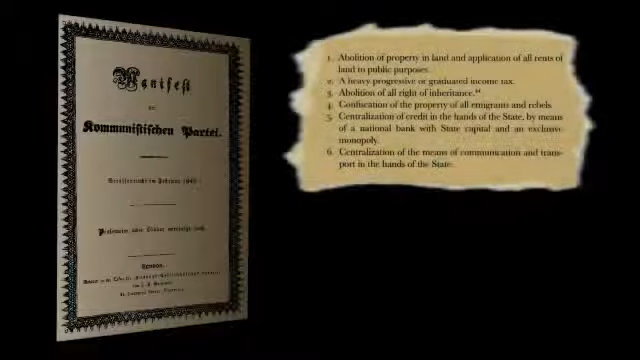 Manifest
der
Kommunistischen Partei.
Veröffentlicht im Februar 1848
Proletarier aller Länder vereinigt euch.
London.
1. Abolition of property in land and application of all rents of
land to public purposes.
2. A heavy progressive or graduated income tax.
3. Abolition of all right of inheritance.
4. Confiscation of the property of all emigrants and rebels.
5. Centralization of credit in the hands of the State, by means
of a national bank with State capital and an exclusive
monopoly.
6. Centralization of the means of communication and trans-
port in the hands of the State.